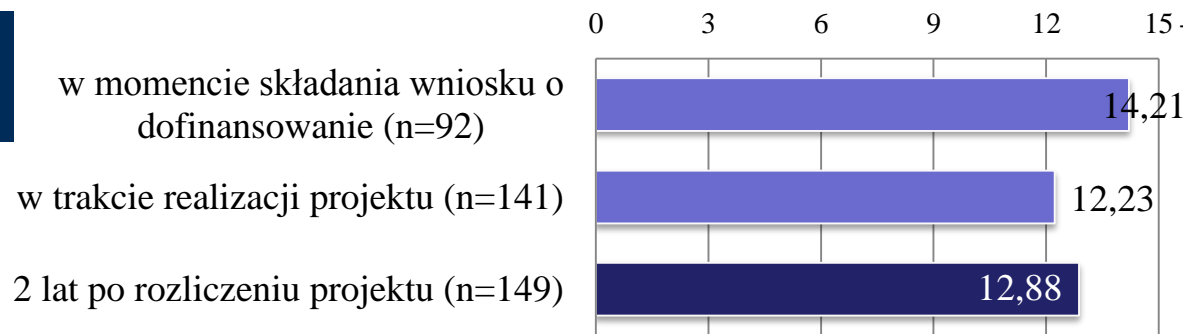 0 3 6 9 12 15
w momencie składania wniosku o
dofinansowanie (n=92)
14,21
w trakcie realizacji projektu (n=141)
12,23
2 lat po rozliczeniu projektu (n=149)
12,88